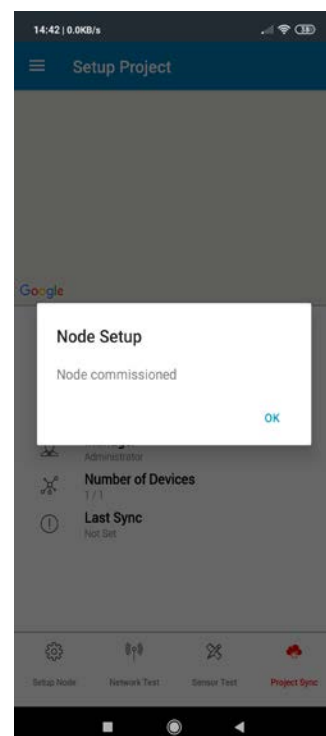 14:42 | 0.0KB/s
Setup Project
Google
Node Setup
Node commissioned
OK
Administrator
Number of Devices
1 / 1
Last Sync
Not Set
Setup Node
Network Test
Sensor Test
Project Sync